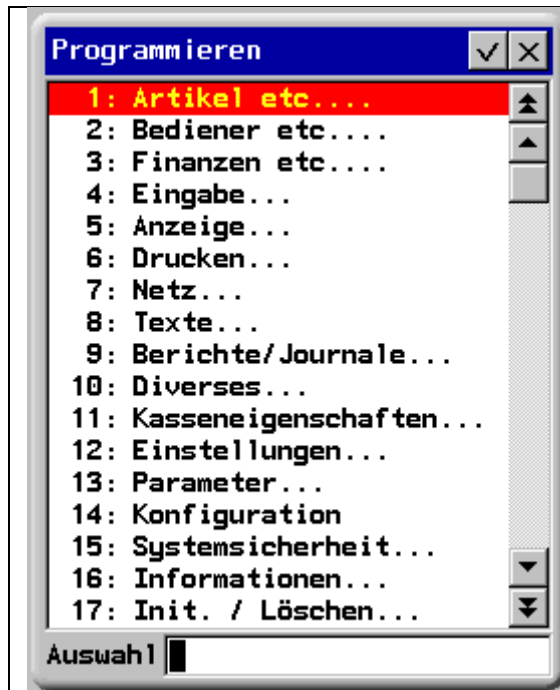 Programmieren
1: Artikel etc....
2: Bediener etc....
3: Finanzen etc....
4: Eingabe...
5: Anzeige...
6: Drucken...
7: Netz...
8: Texte...
9: Berichte/Journale...
10: Diverses...
11: Kasseneigenschaften...
12: Einstellungen...
13: Parameter...
14: Konfiguration
15: Systemsicherheit...
16: Informationen...
17: Init. / Löschen...
Auswahl